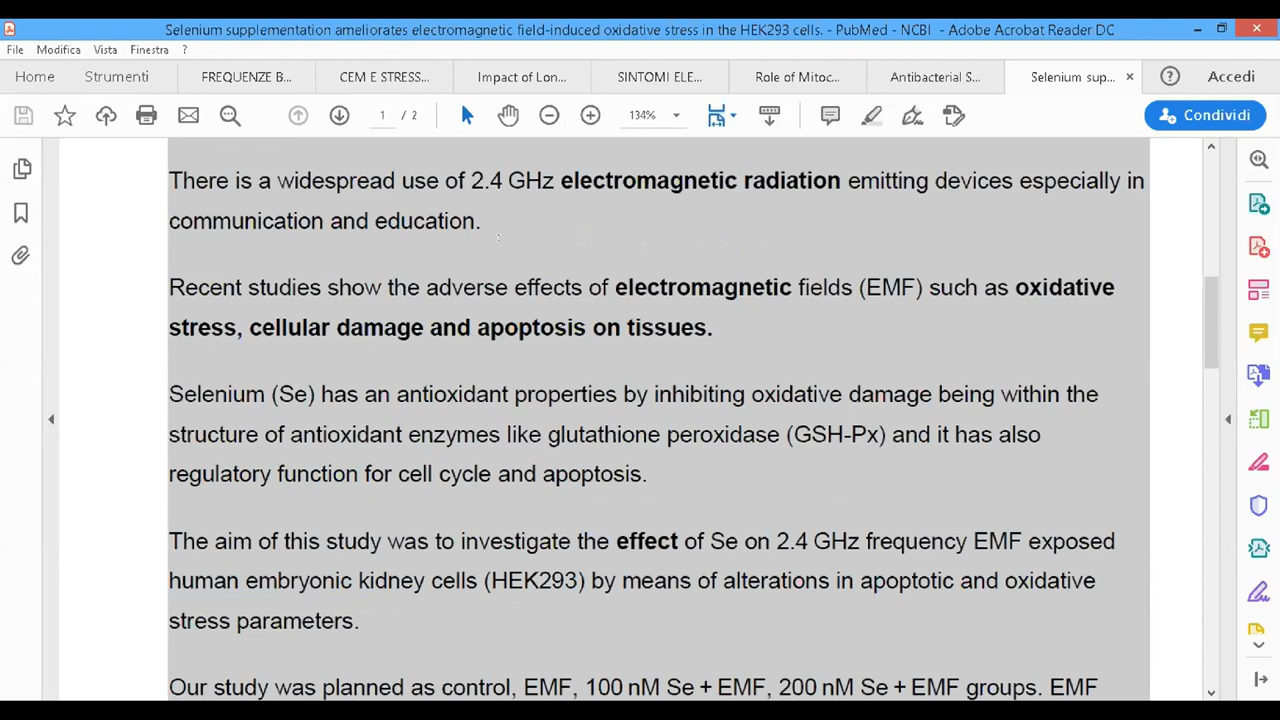 Selenium supplementation ameliorates electromagnetic field-induced oxidative stress in the HEK293 cells. - PubMed - NCBI - Adobe Acrobat Reader DC
File Modifica Vista Finestra ?
Home Strumenti FREQUENZE B... CEM E STRESS... Impact of Lon... SINTOMI ELE... Role of Mitoc... Antibacterial S... Selenium sup... × ? Accedi
1 / 2 134% Condividi
There is a widespread use of 2.4 GHz electromagnetic radiation emitting devices especially in
communication and education.
Recent studies show the adverse effects of electromagnetic fields (EMF) such as oxidative
stress, cellular damage and apoptosis on tissues.
Selenium (Se) has an antioxidant properties by inhibiting oxidative damage being within the
structure of antioxidant enzymes like glutathione peroxidase (GSH-Px) and it has also
regulatory function for cell cycle and apoptosis.
The aim of this study was to investigate the effect of Se on 2.4 GHz frequency EMF exposed
human embryonic kidney cells (HEK293) by means of alterations in apoptotic and oxidative
stress parameters.
Our study was planned as control, EMF, 100 nM Se + EMF, 200 nM Se + EMF groups. EMF